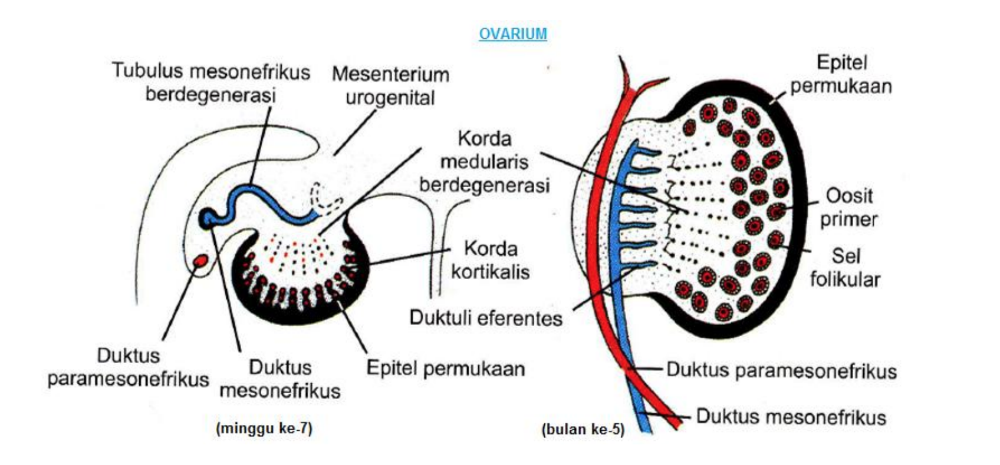 OVARIUM
Tubulus mesonefrikus
berdegenerasi
Mesenterium
urogenital
Korda
medularis
berdegenerasi
Korda
kortikalis
Duktuli eferentes
Epitel permukaan
Duktus
mesonefrikus
Duktus
paramesonefrikus
(minggu ke-7)
Epitel
permukaan
Oosit
primer
Sel
folikular
Duktus paramesonefrikus
Duktus mesonefrikus
(bulan ke-5)